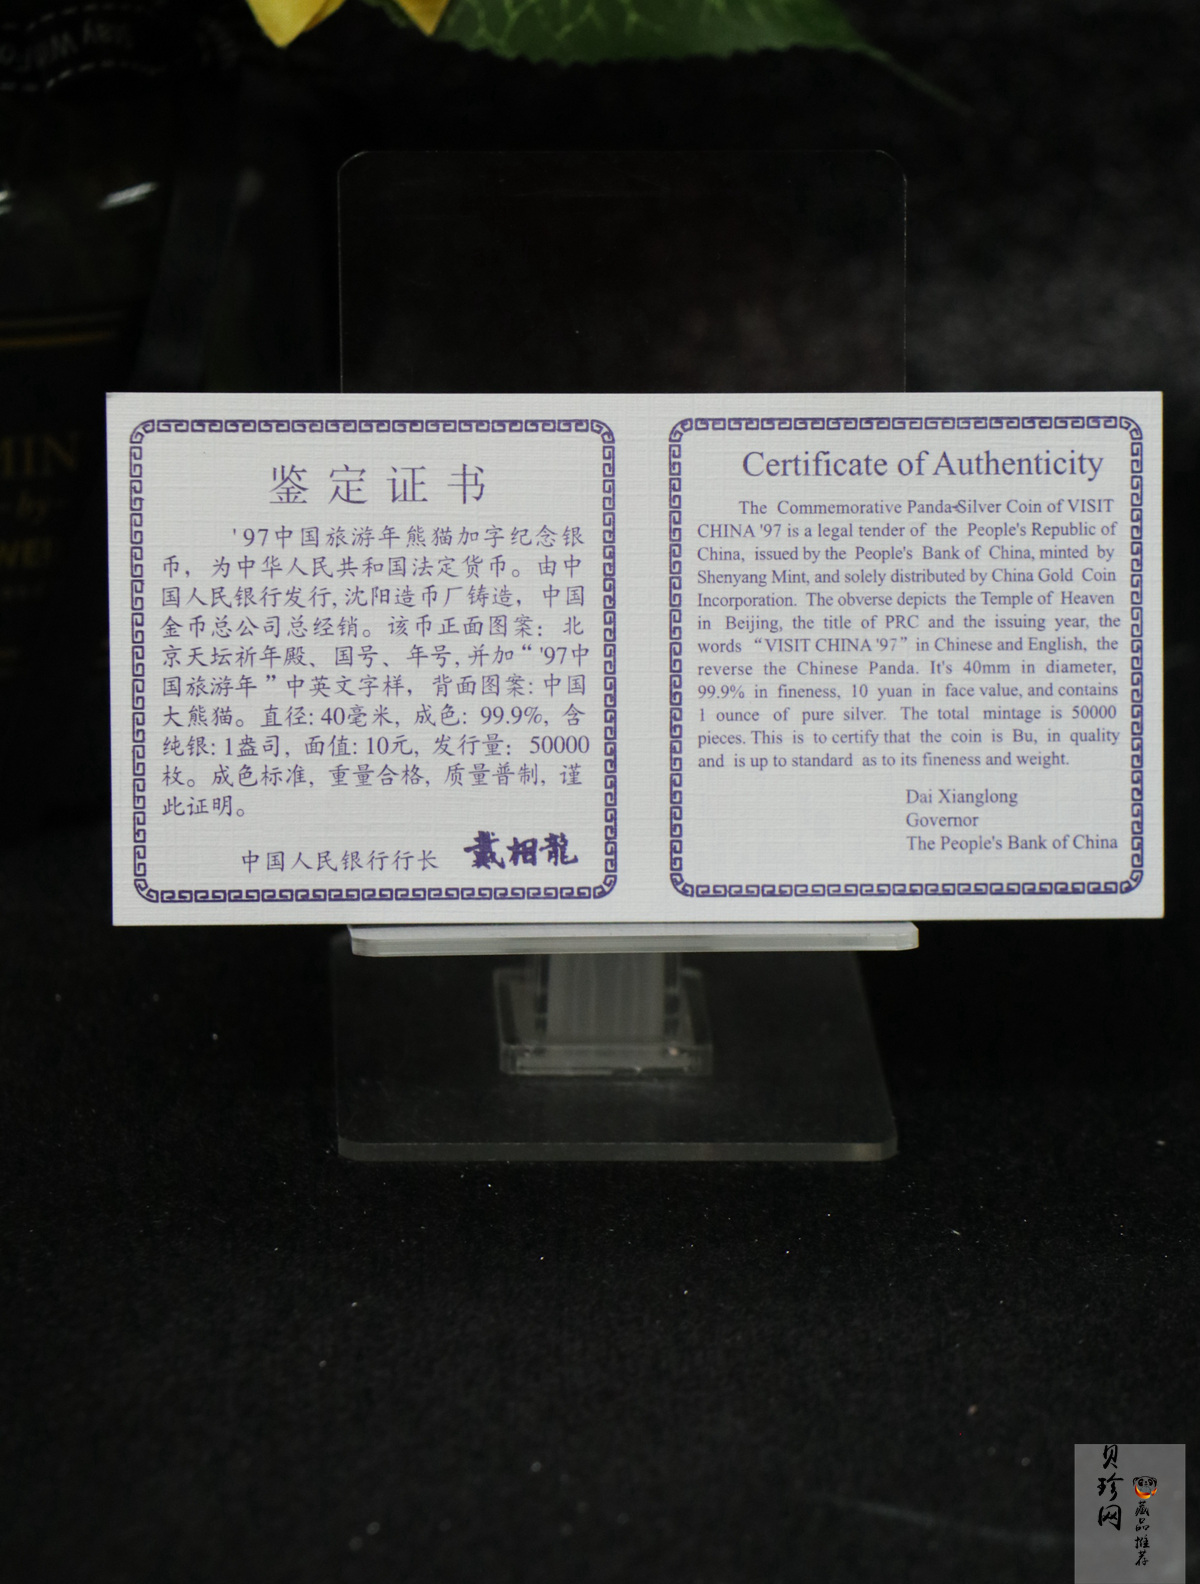 鉴定证书
'97中国旅游年熊猫加字纪念银
币，为中华人民共和国法定货币。由中
国人民银行发行,沈阳造币厂铸造，中国
金币总公司总经销。该币正面图案：北
京天坛祈年殿、国号、年号,并加“'97中
国旅游年”中英文字样，背面图案:中国
大熊猫。直径:40毫米,成色:99.9%,含
纯银:1盎司,面值:10元,发行量:50000
枚。成色标准,重量合格,质量普制,谨
此证明。
中国人民银行行长 戴相龍
Certificate of Authenticity
The Commemorative Panda-Silver Coin of VISIT
CHINA '97 is a legal tender of the People's Republic of
China, issued by the People's Bank of China, minted by
Shenyang Mint, and solely distributed by China Gold Coin
Incorporation. The obverse depicts the Temple of Heaven
in Beijing, the title of PRC and the issuing year, the
words “VISIT CHINA '97” in Chinese and English, the
reverse the Chinese Panda. It's 40mm in diameter,
99.9% in fineness, 10 yuan in face value, and contains
1 ounce of pure silver. The total mintage is 50000
pieces. This is to certify that the coin is Bu, in quality
and is up to standard as to its fineness and weight.
Dai Xianglong
Governor
The People's Bank of China
MIN
by
WE!
贝珍网
藏品推荐